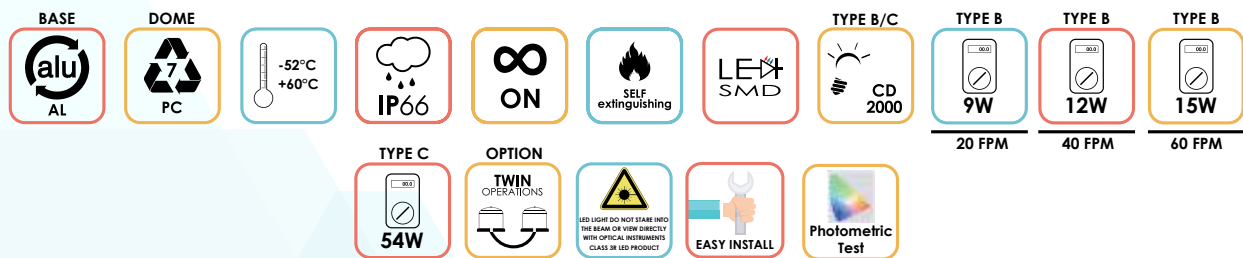 BASE
alu
AL
DOME
7
PC
-52°C
+60°C
IP66
ON
SELF
extinguishing
LE
SMD
TYPE B/C
CD
2000
TYPE B
00.0
9W
20 FPM
TYPE B
00.0
12W
40 FPM
TYPE B
00.0
15W
60 FPM
TYPE C
00.0
54W
OPTION
TWIN
OPERATIONS
LED LIGHT DO NOT STARE INTO
THE BEAM OR VIEW DIRECTLY
WITH OPTICAL INSTRUMENTS
CLASS 3R LED PRODUCT
EASY INSTALL
Photometric
Test